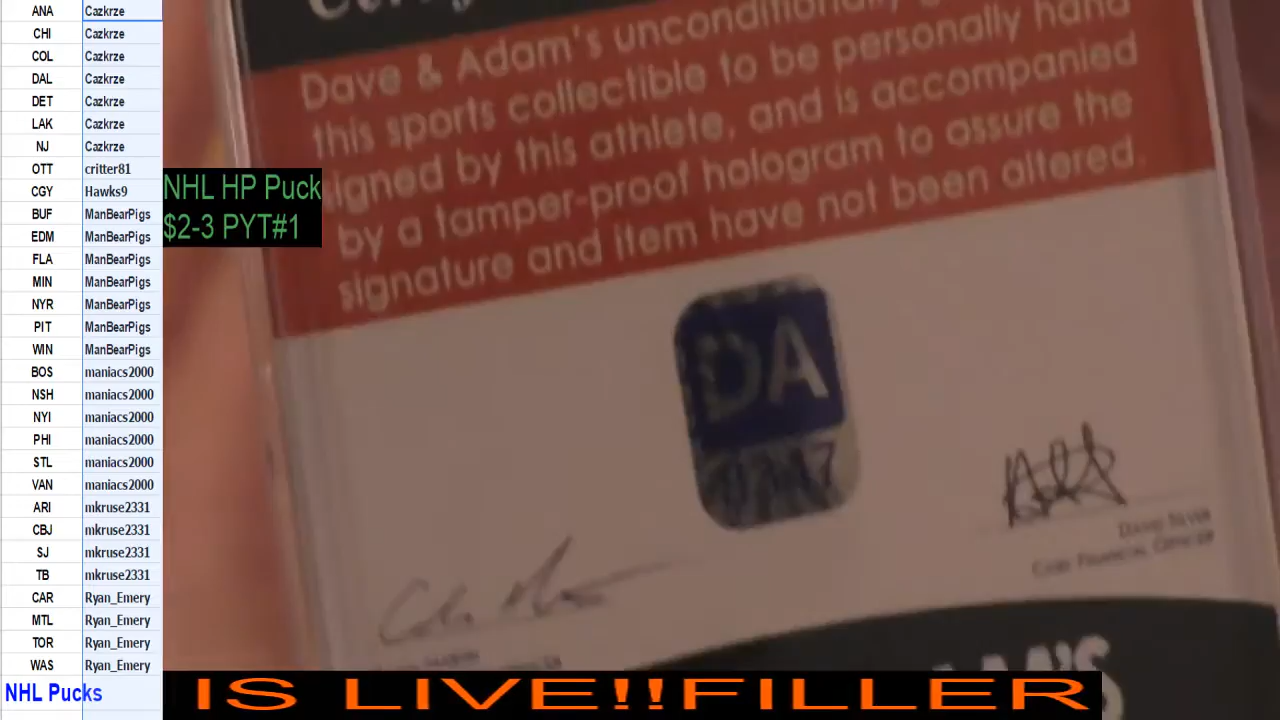 ANA Cazkrze
CHI Cazkrze
COL Cazkrze
DAL Cazkrze
DET Cazkrze
LAK Cazkrze
NJ Cazkrze
OTT critter81
CGY Hawks9
BUF ManBearPigs
EDM ManBearPigs
FLA ManBearPigs
MIN ManBearPigs
NYR ManBearPigs
PIT ManBearPigs
WIN ManBearPigs
BOS maniacs2000
NSH maniacs2000
NYI maniacs2000
PHI maniacs2000
STL maniacs2000
VAN maniacs2000
ARI mkruse2331
CBJ mkruse2331
SJ mkruse2331
TB mkruse2331
CAR Ryan_Emery
MTL Ryan_Emery
TOR Ryan_Emery
WAS Ryan_Emery
NHL Pucks
NHL HP Puck
$2-3 PYT#1
Dave & Adam's unconditionally
this sports collectible to be personally hand
igned by this athlete, and is accompanied
by a tamper-proof hologram to assure the
signature and item have not been altered.
DA
Chief Financial Officer
AM'S
IS LIVE!!FILLER